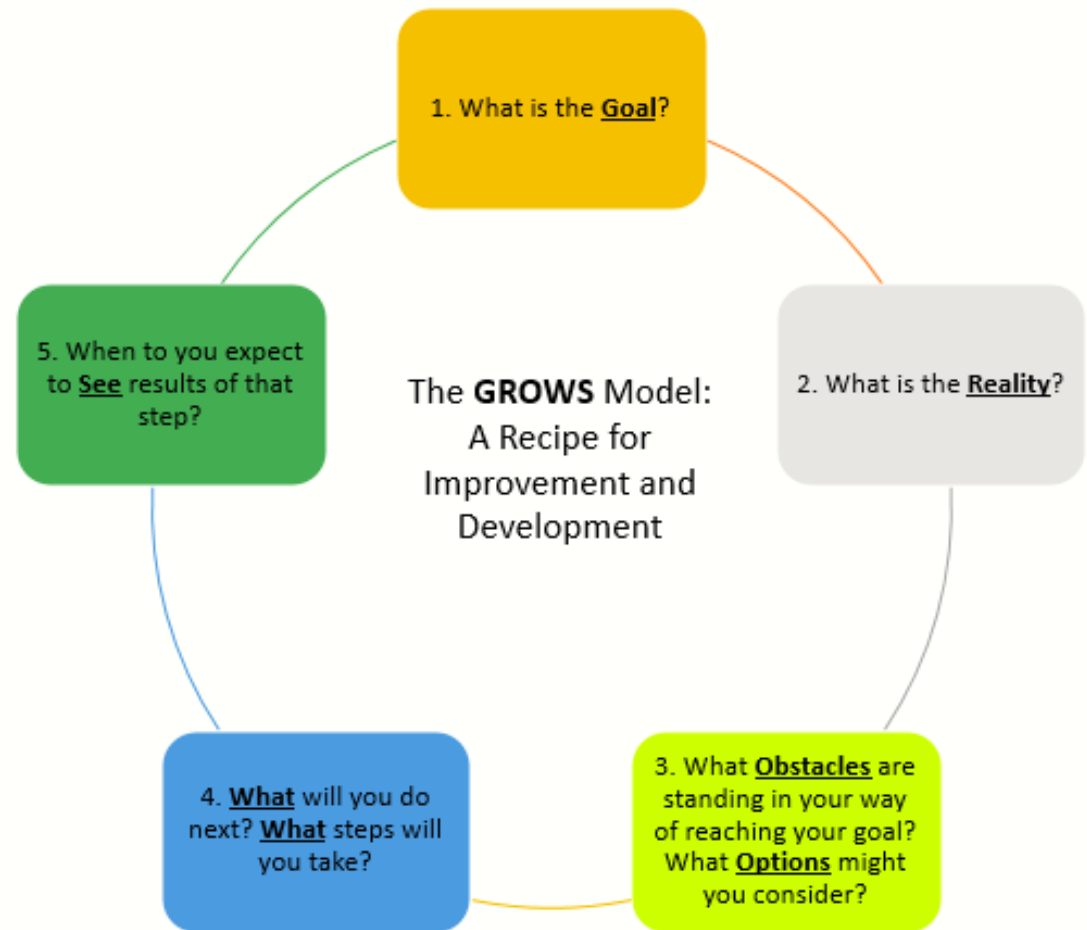 1. What is the Goal?
2. What is the Reality?
3. What Obstacles are
standing in your way
of reaching your goal?
What Options might
you consider?
4. What will you do
next? What steps will
you take?
5. When to you expect
to See results of that
step?
The GROWS Model:
A Recipe for
Improvement and
Development